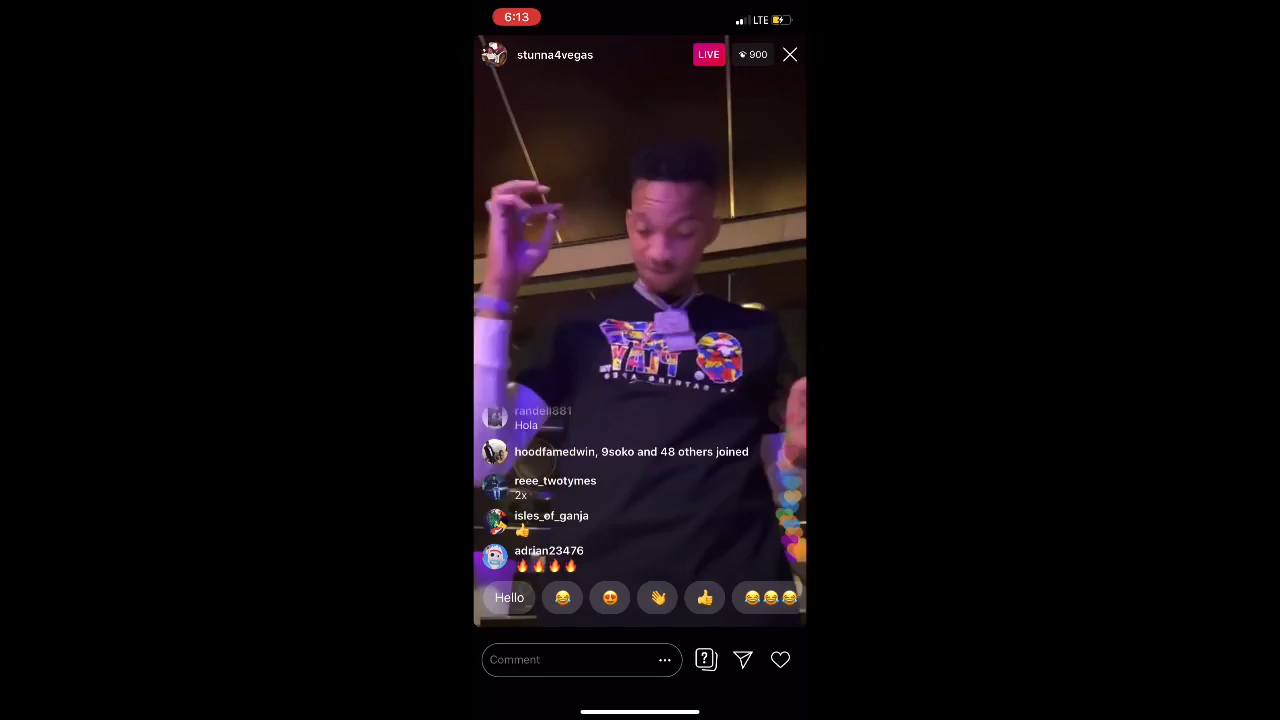 6:13
LTE
stunna4vegas
LIVE
900
randell881
Hola
hoodfamedwin, 9soko and 48 others joined
reee_twotymes
2x
isles_of_ganja
👍
adrian23476
🔥🔥🔥🔥
Hello
😂
😍
👋
👍
😂😂😂
Comment